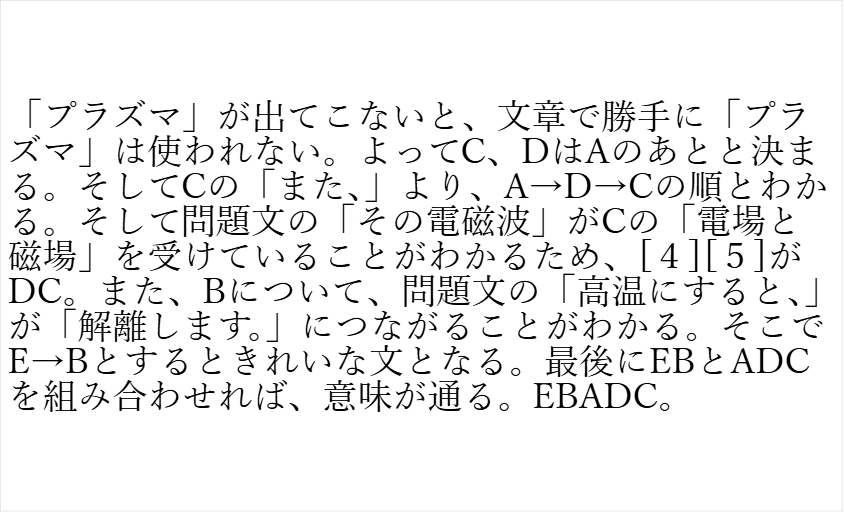 「プラズマ」が出てこないと、文章で勝手に「プラ
ズマ」は使われない。よってC、DはAのあとと決ま
る。そしてCの「また、」より、A→D→Cの順とわか
る。そして問題文の「その電磁波」がCの「電場と
磁場」を受けていることがわかるため、[４][５]が
DC。また、Bについて、問題文の「高温にすると、」
が「解離します。」につながることがわかる。そこで
E→Bとするときれいな文となる。最後にEBとADC
を組み合わせれば、意味が通る。EBADC。